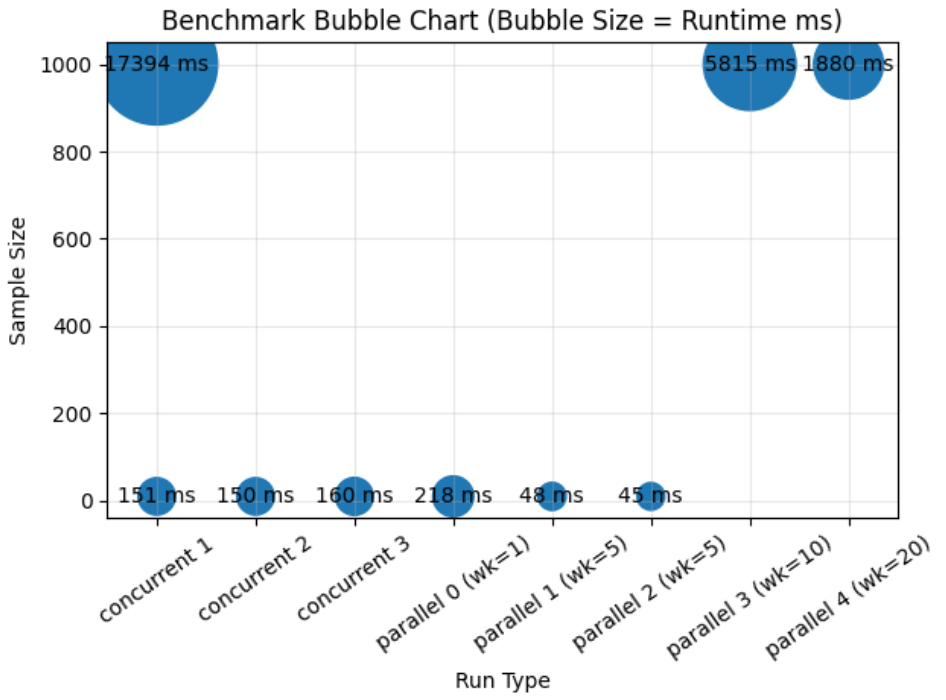 Benchmark Bubble Chart (Bubble Size = Runtime ms)
Sample Size
1000
800
600
400
200
0
17394 ms
5815 ms
1880 ms
151 ms
150 ms
160 ms
218 ms
48 ms
45 ms
concurrent 1
concurrent 2
concurrent 3
parallel 0 (wk=1)
parallel 1 (wk=5)
parallel 2 (wk=5)
parallel 3 (wk=10)
parallel 4 (wk=20)
Run Type